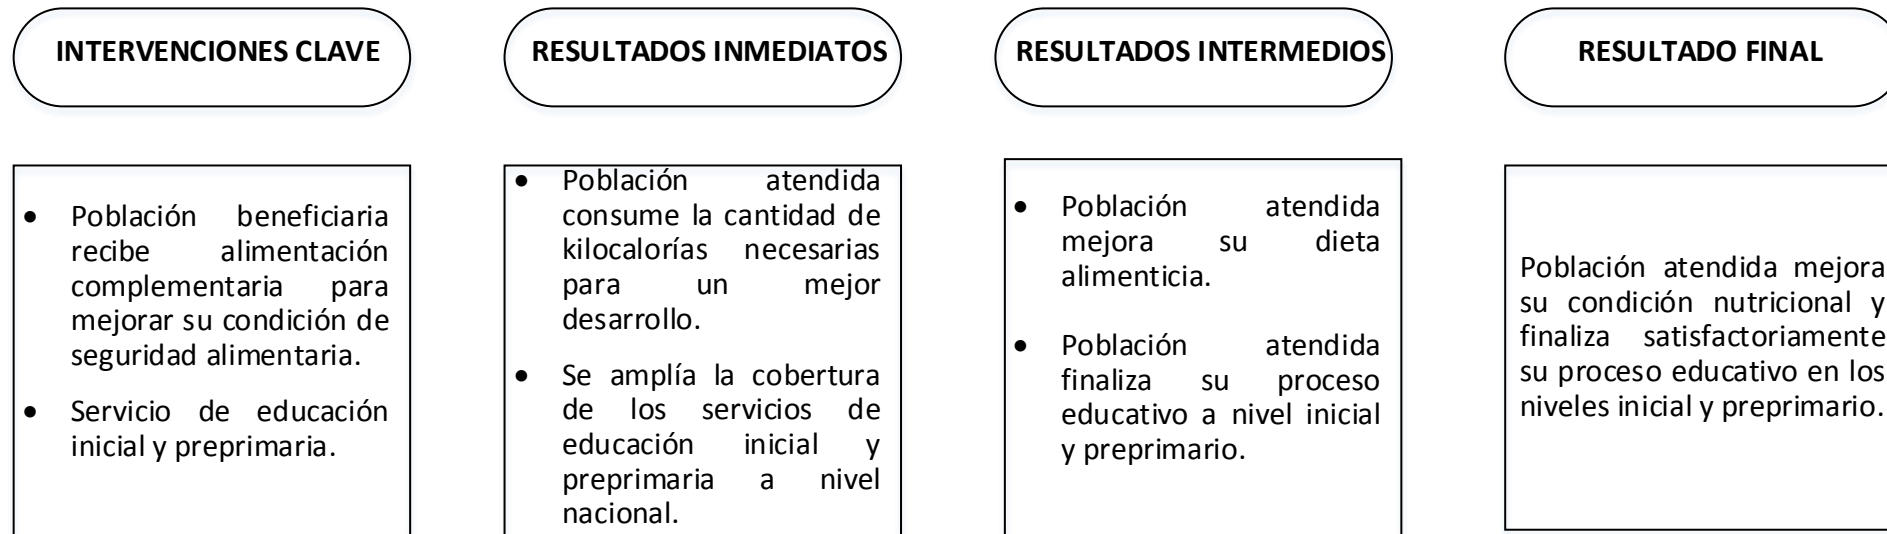 INTERVENCIONES CLAVE
RESULTADOS INMEDIATOS
RESULTADOS INTERMEDIOS
RESULTADO FINAL
• Población beneficiaria
recibe alimentación
complementaria para
mejorar su condición de
seguridad alimentaria.
• Servicio de educación
inicial y preprimaria.
• Población atendida
consume la cantidad de
kilocalorías necesarias
para un mejor
desarrollo.
• Se amplía la cobertura
de los servicios de
educación inicial y
preprimaria a nivel
nacional.
• Población atendida
mejora su dieta
alimenticia.
• Población atendida
finaliza su proceso
educativo a nivel inicial
y preprimario.
Población atendida mejora
su condición nutricional y
finaliza satisfactoriamente
su proceso educativo en los
niveles inicial y preprimario.